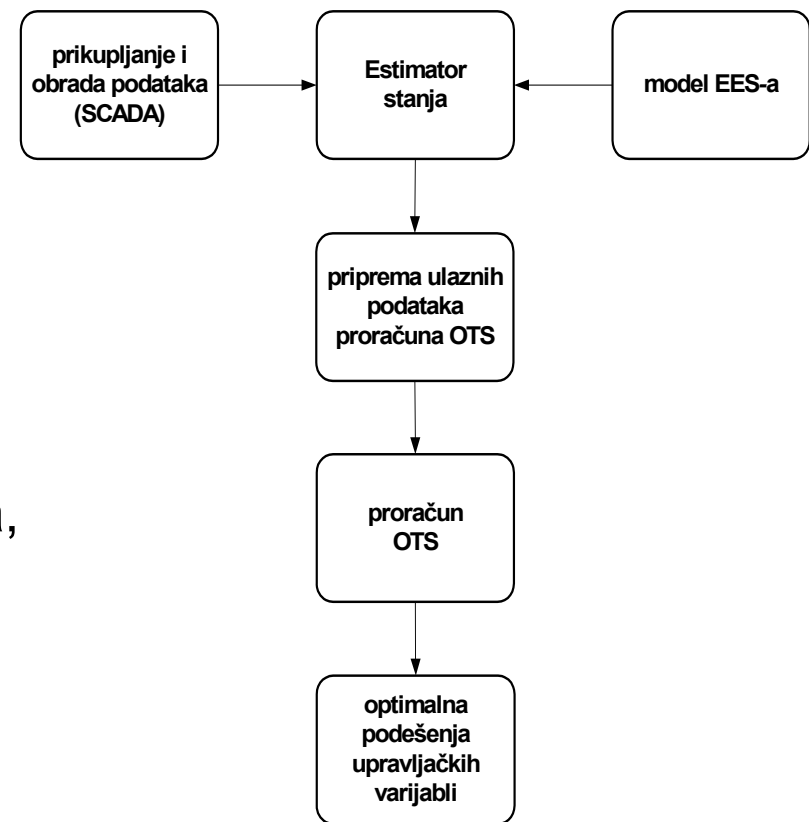 prikupljanje i
obrada podataka
(SCADA)
Estimator
stanja
model EES-a
priprema ulaznih
podataka
proračuna OTS
proračun
OTS
optimalna
podešenja
upravljačkih
varijabli